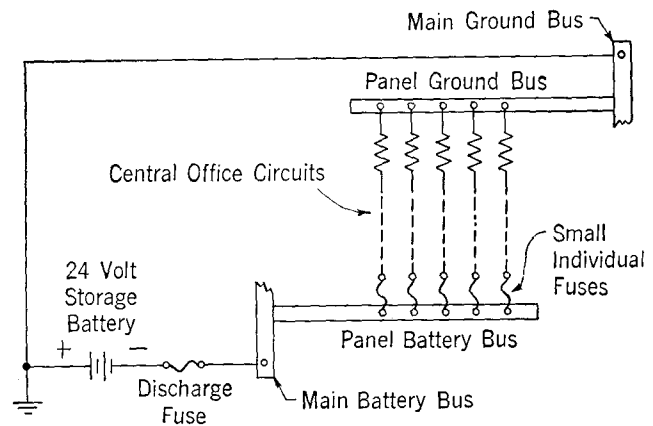 Main Ground Bus
Panel Ground Bus
Central Office Circuits
Small
Individual
Fuses
24 Volt
Storage
Battery
+
−
Panel Battery Bus
Discharge
Fuse
Main Battery Bus